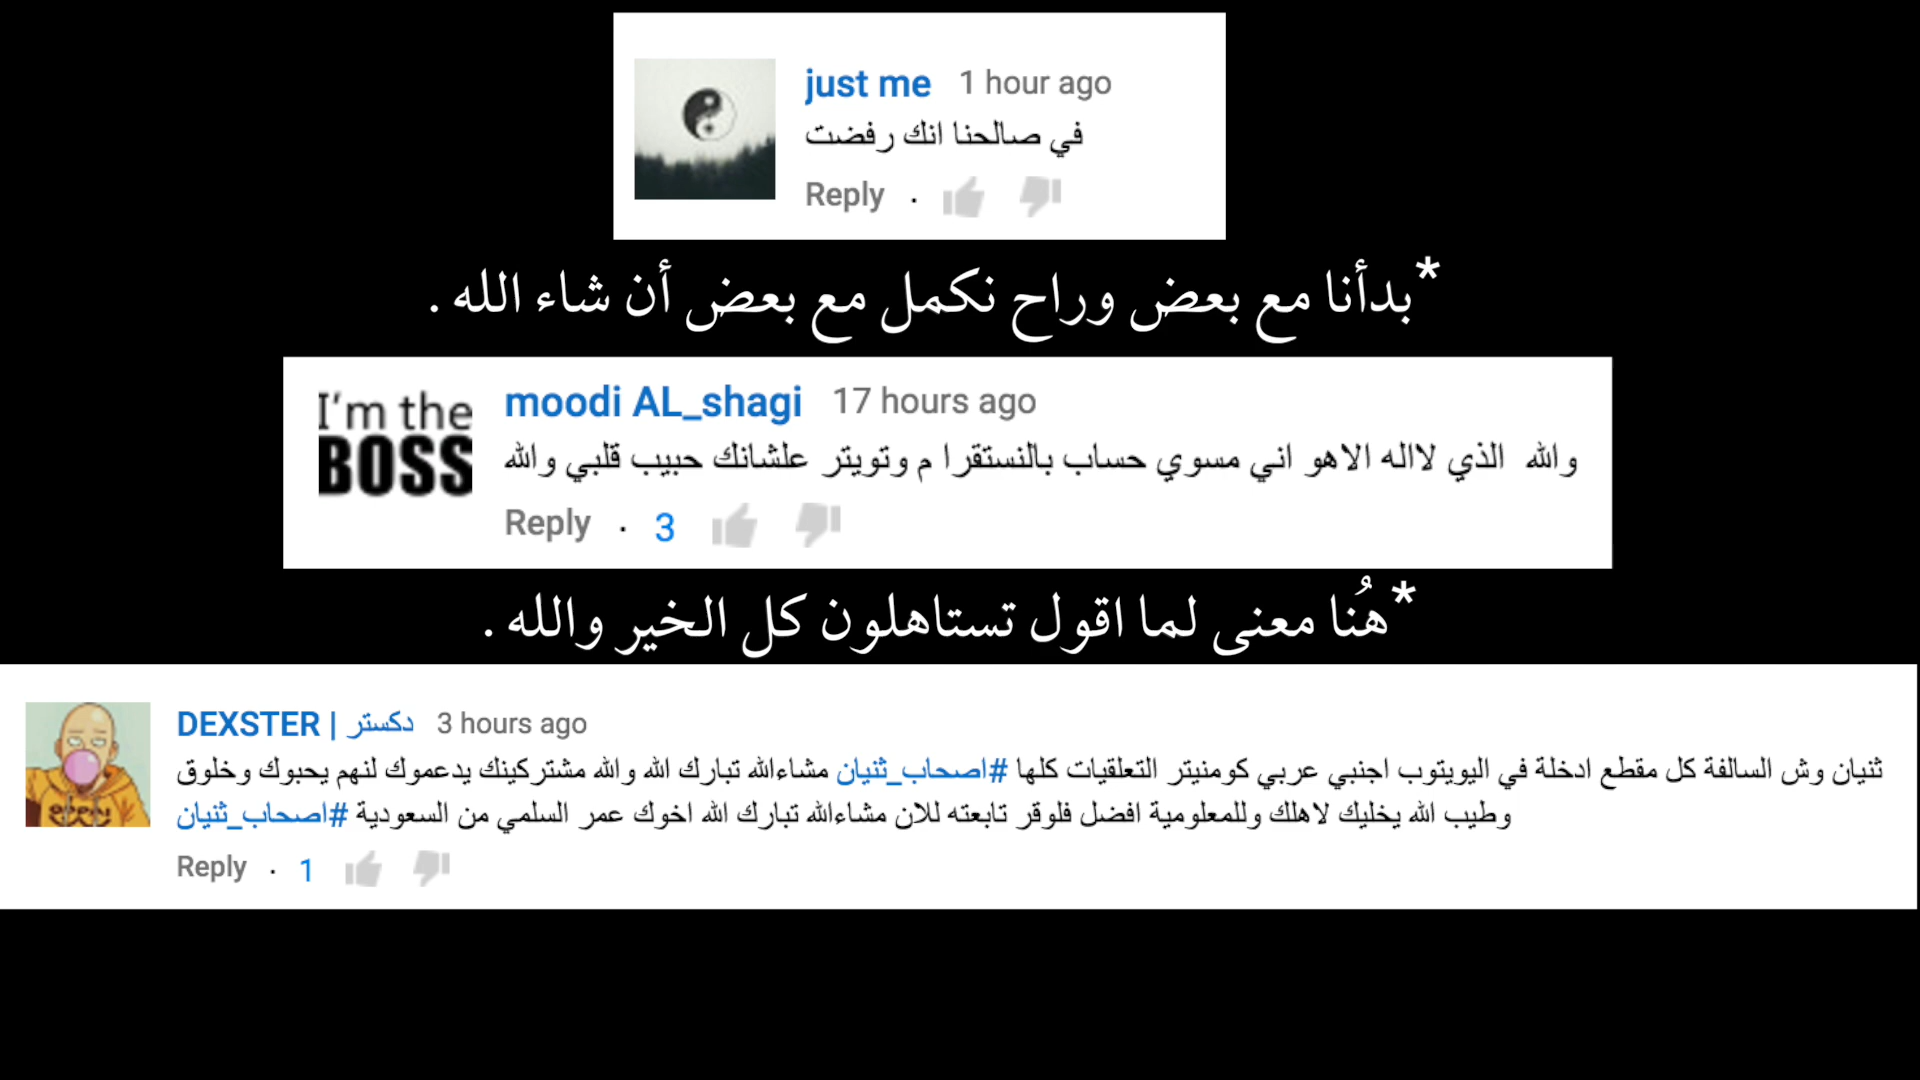 just me 1 hour ago
في صالحنا انك رفضت
Reply .
*بدأنا مع بعض وراح نكمل مع بعض أن شاء الله .
I'm the
BOSS
moodi AL_shagi 17 hours ago
والله الذي لااله الاهو اني مسوي حساب بالنستقرا م وتويتر علشانك حبيب قلبي والله
Reply . 3
*هُنا معنى لما اقول تستاهلون كل الخير والله .
DEXSTER | دكستر 3 hours ago
ثنيان وش السالفة كل مقطع ادخلة في اليويتوب اجنبي عربي كومنيتر التعلقيات كلها #اصحاب_ثنيان مشاءالله تبارك الله والله مشتركينك يدعموك لنهم يحبوك وخلوق
وطيب الله يخليك لاهلك وللمعلومية افضل فلوقر تابعته للان مشاءالله تبارك الله اخوك عمر السلمي من السعودية #اصحاب_ثنيان
Reply . 1